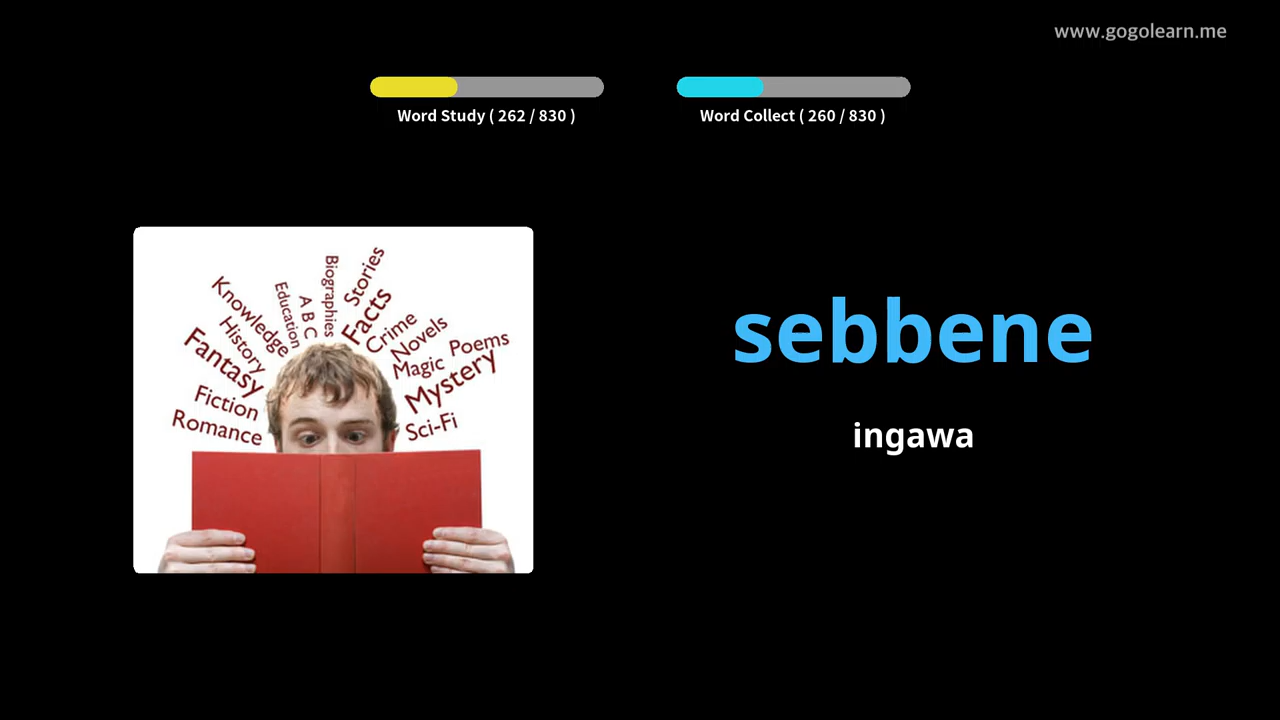 www.gogolearn.me
Word Study ( 262 / 830 )
Word Collect ( 260 / 830 )
Knowledge
History
Fantasy
Fiction
Romance
Education
A B C
Biographies
Stories
Facts
Crime
Novels
Magic
Poems
Mystery
Sci-Fi
sebbene
ingawa